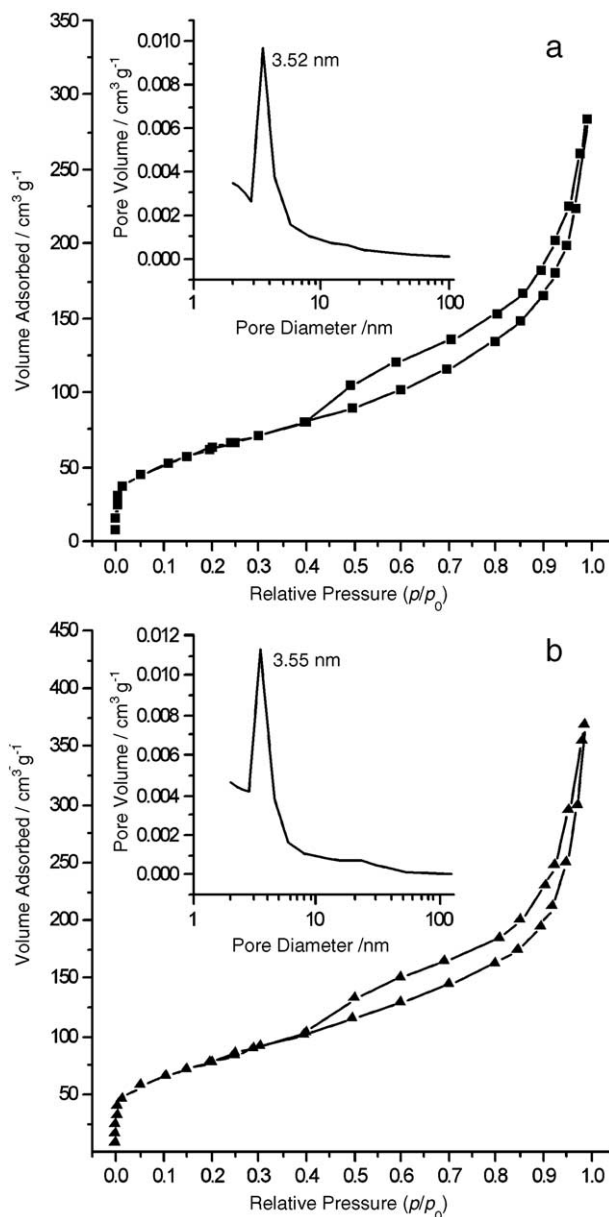 a
350
300
250
200
150
100
50
0
Volume Adsorbed / cm³ g⁻¹
0.0 0.1 0.2 0.3 0.4 0.5 0.6 0.7 0.8 0.9 1.0
Relative Pressure (p/p₀)
3.52 nm
0.010
0.008
0.006
0.004
0.002
0.000
Pore Volume / cm³ g⁻¹
1 10 100
Pore Diameter /nm
b
450
400
350
300
250
200
150
100
50
Volume Adsorbed / cm³ g⁻¹
0.0 0.1 0.2 0.3 0.4 0.5 0.6 0.7 0.8 0.9 1.0
Relative Pressure (p/p₀)
3.55 nm
0.012
0.010
0.008
0.006
0.004
0.002
0.000
Pore Volume / cm³ g⁻¹
1 10 100
Pore Diameter /nm